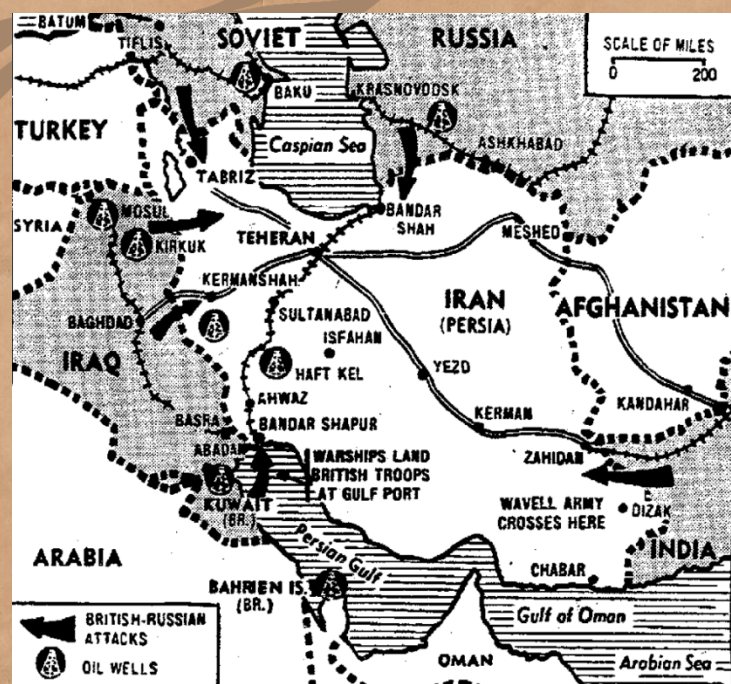 BATUM
TIFLIS
SOVIET
RUSSIA
SCALE OF MILES
0 200
BAKU
KRASNOVODSK
TURKEY
Caspian Sea
ASHKHABAD
TABRIZ
MOSUL
SYRIA
KIRKUK
TEHERAN
BANDAR
SHAH
MESHED
KERMANSHAH
IRAN
(PERSIA)
AFGHANISTAN
BAGHDAD
SULTANABAD
ISFAHAN
IRAQ
HAFT KEL
YEZD
AHWAZ
KANDAHAR
BASRA
BANDAR SHAPUR
KERMAN
ABADAN
ZAHIDAN
WARSHIPS LAND
BRITISH TROOPS
AT GULF PORT
KUWAIT
(BR.)
WAVELL ARMY
CROSSES HERE
DIZAK
INDIA
ARABIA
Persian Gulf
CHABAR
BAHRIEN IS.
(BR.)
Gulf of Oman
OMAN
Arabian Sea
BRITISH-RUSSIAN
ATTACKS
OIL WELLS